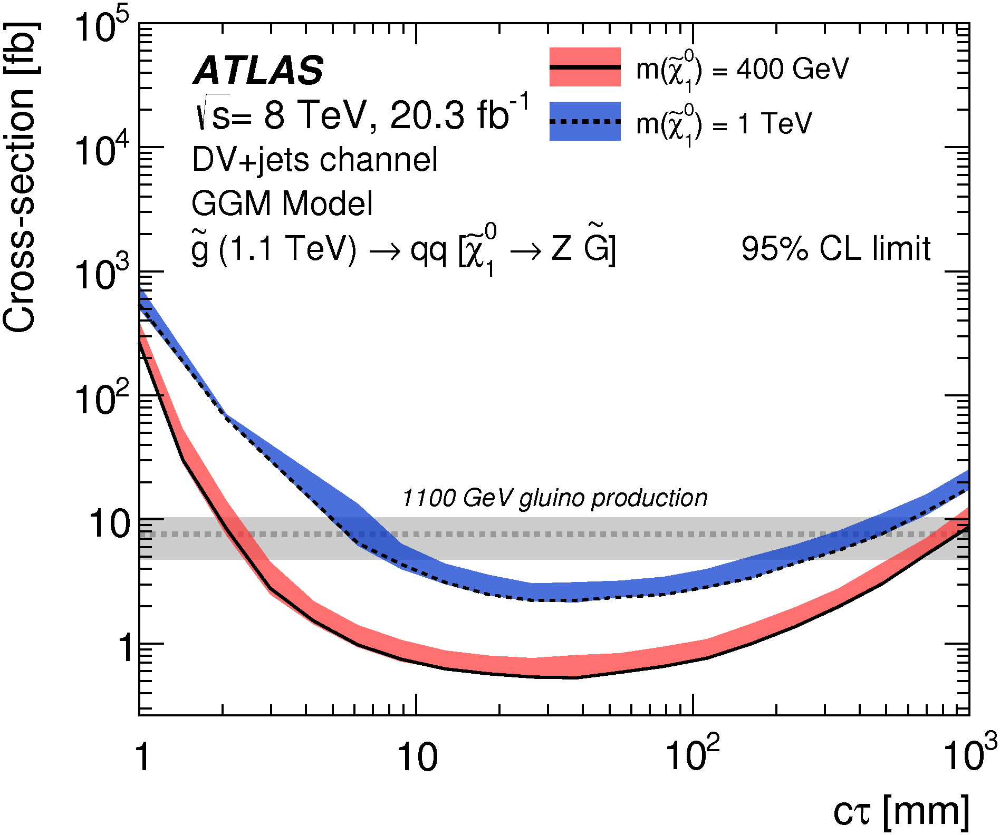 Cross-section [fb]
10⁵
10⁴
10³
10²
10
1
ATLAS
√s= 8 TeV, 20.3 fb⁻¹
DV+jets channel
GGM Model
g̃ (1.1 TeV) → qq [χ̃₁⁰ → Z G̃]
m(χ̃₁⁰) = 400 GeV
m(χ̃₁⁰) = 1 TeV
95% CL limit
1100 GeV gluino production
1 10 10² 10³
cτ [mm]